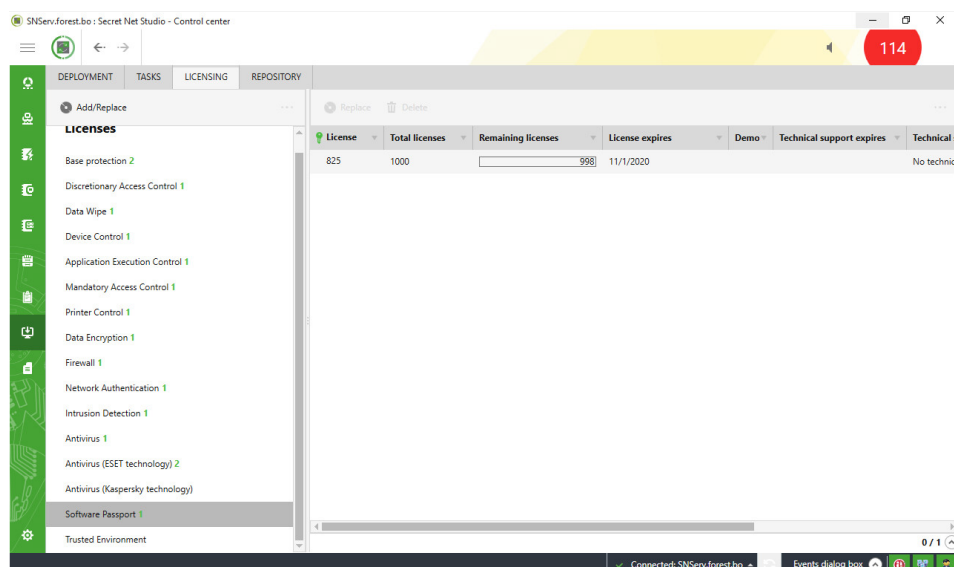 SNServ.forest.bo : Secret Net Studio - Control center
114
DEPLOYMENT TASKS LICENSING REPOSITORY
Add/Replace ... Replace Delete ...
Licenses
License Total licenses Remaining licenses License expires Demo Technical support expires Technical
825 1000 998 11/1/2020 No technic
Base protection 2
Discretionary Access Control 1
Data Wipe 1
Device Control 1
Application Execution Control 1
Mandatory Access Control 1
Printer Control 1
Data Encryption 1
Firewall 1
Network Authentication 1
Intrusion Detection 1
Antivirus 1
Antivirus (ESET technology) 2
Antivirus (Kaspersky technology)
Software Passport 1
Trusted Environment
0 / 1
Connected: SNServ.forest.bo Events dialog box